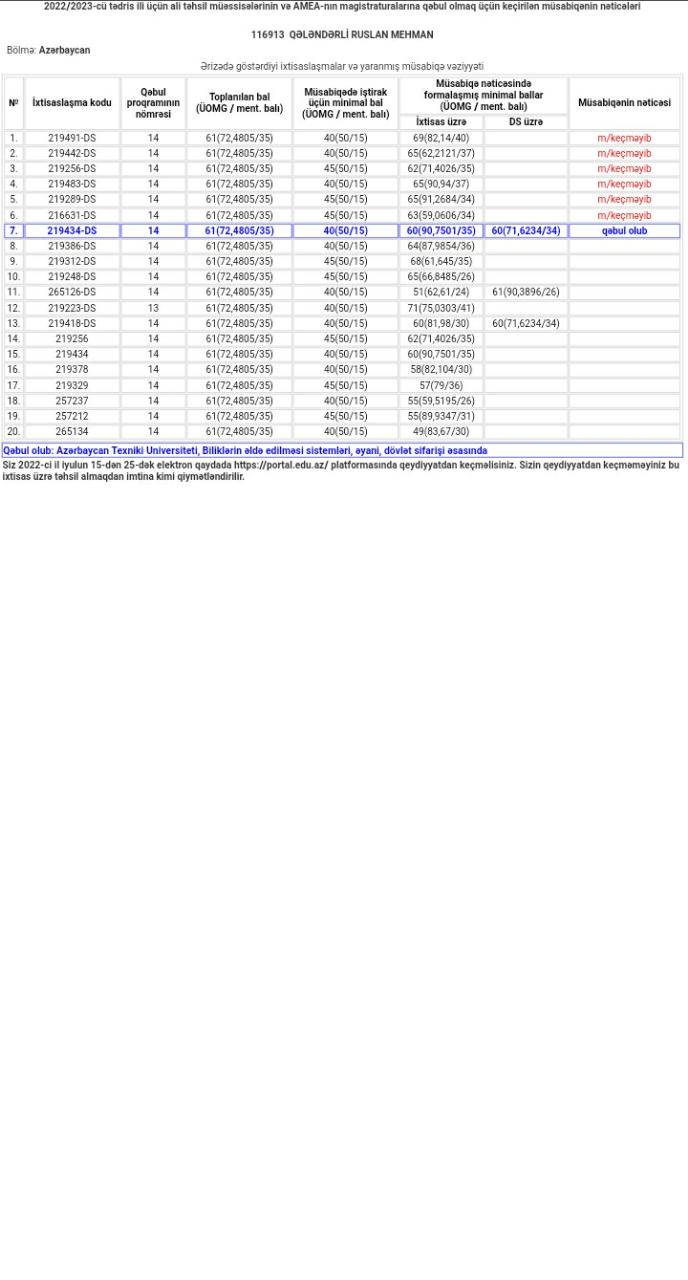 2022/2023-cü tədris ili üçün ali təhsil müəssisələrinin və AMEA-nın magistraturalarına qəbul olmaq üçün keçirilən müsabiqənin nəticələri
116913 QƏLƏNDƏRLİ RUSLAN MEHMAN
Bölmə: Azərbaycan
Ərizədə göstərdiyi ixtisaslaşmalar və yaranmış müsabiqə vəziyyəti
№ İxtisaslaşma kodu Qəbul proqramının nömrəsi Toplanılan bal (ÜOMG / ment. balı) Müsabiqədə iştirak üçün minimal bal (ÜOMG / ment. balı) Müsabiqə nəticəsində formalaşmış minimal ballar (ÜOMG / ment. balı) Müsabiqənin nəticəsi
İxtisas üzrə DS üzrə
1. 219491-DS 14 61(72,4805/35) 40(50/15) 69(82,14/40) m/keçməyib
2. 219442-DS 14 61(72,4805/35) 40(50/15) 65(62,2121/37) m/keçməyib
3. 219256-DS 14 61(72,4805/35) 45(50/15) 62(71,4026/35) m/keçməyib
4. 219483-DS 14 61(72,4805/35) 40(50/15) 65(90,94/37) m/keçməyib
5. 219289-DS 14 61(72,4805/35) 45(50/15) 65(91,2684/34) m/keçməyib
6. 216631-DS 14 61(72,4805/35) 40(50/15) 63(59,0606/34) m/keçməyib
7. 219434-DS 14 61(72,4805/35) 40(50/15) 60(90,7501/35) 60(71,6234/34) qəbul olub
8. 219386-DS 14 61(72,4805/35) 40(50/15) 64(87,9854/36)
9. 219312-DS 14 61(72,4805/35) 45(50/15) 68(61,645/35)
10. 219248-DS 14 61(72,4805/35) 45(50/15) 65(66,8485/26)
11. 265126-DS 14 61(72,4805/35) 40(50/15) 51(62,61/24) 61(90,3896/26)
12. 219223-DS 13 61(72,4805/35) 40(50/15) 71(75,0303/41)
13. 219418-DS 14 61(72,4805/35) 40(50/15) 60(81,98/30) 60(71,6234/34)
14. 219256 14 61(72,4805/35) 45(50/15) 62(71,4026/35)
15. 219434 14 61(72,4805/35) 40(50/15) 60(90,7501/35)
16. 219378 14 61(72,4805/35) 40(50/15) 58(82,104/30)
17. 219329 14 61(72,4805/35) 45(50/15) 57(79/36)
18. 257237 14 61(72,4805/35) 40(50/15) 55(59,5195/26)
19. 257212 14 61(72,4805/35) 45(50/15) 55(89,9347/31)
20. 265134 14 61(72,4805/35) 40(50/15) 49(83,67/30)
Qəbul olub: Azərbaycan Texniki Universiteti, Biliklərin əldə edilməsi sistemləri, əyani, dövlət sifarişi əsasında
Siz 2022-ci il iyulun 15-dən 25-dək elektron qaydada https://portal.edu.az/ platformasında qeydiyyatdan keçməlisiniz. Sizin qeydiyyatdan keçməməyiniz bu
ixtisas üzrə təhsil almaqdan imtina kimi qiymətləndirilir.